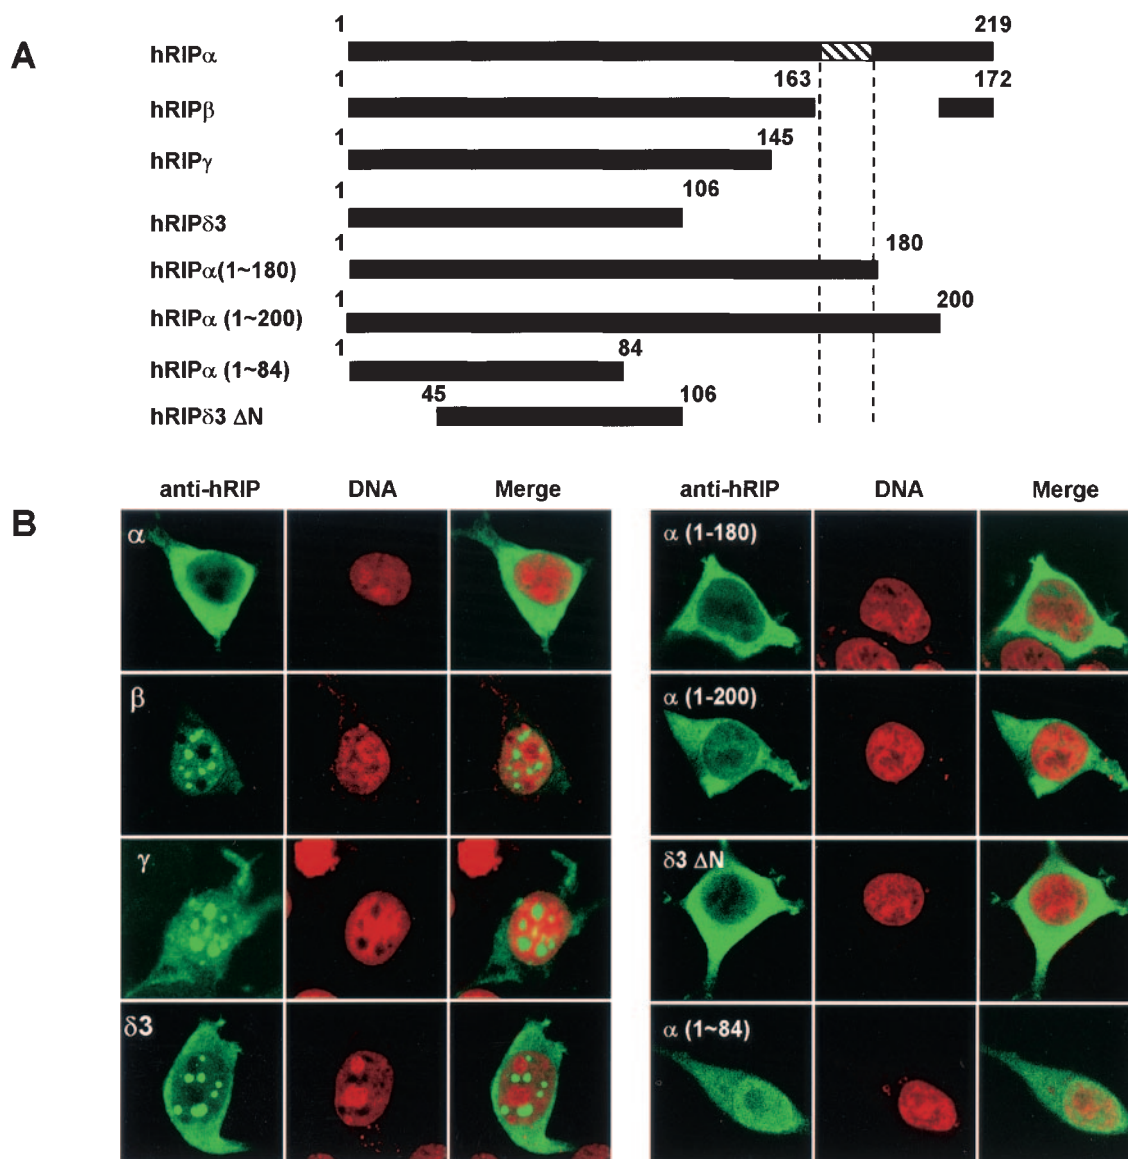 A
1 219
hRIPα
1 163 172
hRIPβ
1 145
hRIPγ
1 106
hRIPδ3
1 180
hRIPα(1~180)
1 200
hRIPα (1~200)
1 84
hRIPα (1~84)
45 106
hRIPδ3 ΔN
B
anti-hRIP DNA Merge
α
β
γ
δ3
anti-hRIP DNA Merge
α (1-180)
α (1-200)
δ3 ΔN
α (1~84)